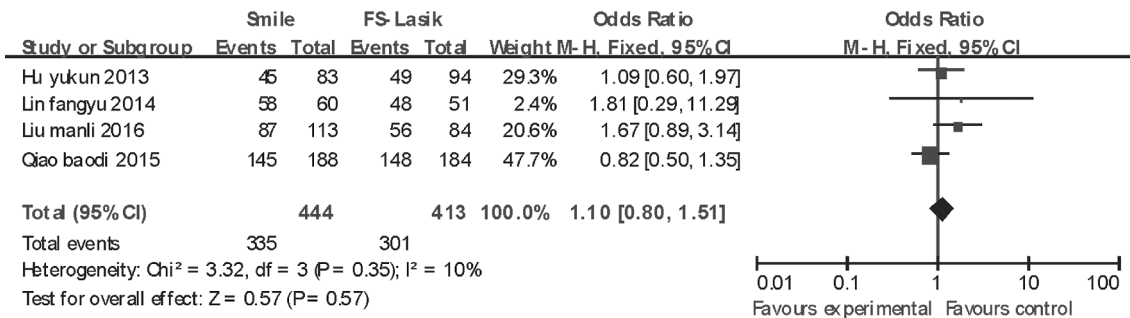 Smile FS-Lasik Odds Ratio Odds Ratio
Study or Subgroup Events Total Events Total Weight M-H, Fixed, 95% CI M-H, Fixed, 95% CI
Hu yukun 2013 45 83 49 94 29.3% 1.09 [0.60, 1.97]
Lin fangyu 2014 58 60 48 51 2.4% 1.81 [0.29, 11.29]
Liu manli 2016 87 113 56 84 20.6% 1.67 [0.89, 3.14]
Qiao baodi 2015 145 188 148 184 47.7% 0.82 [0.50, 1.35]
Total (95% CI) 444 413 100.0% 1.10 [0.80, 1.51]
Total events 335 301
Heterogeneity: Chi² = 3.32, df = 3 (P = 0.35); I² = 10%
Test for overall effect: Z = 0.57 (P = 0.57)
0.01 0.1 1 10 100
Favours experimental Favours control